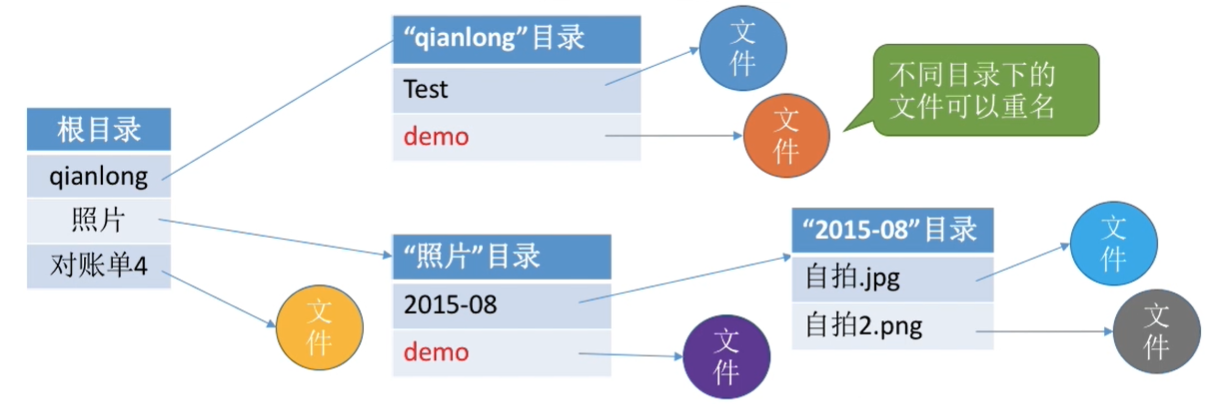 根目录
qianlong
照片
对账单4
文
件
“qianlong”目录
Test
demo
文
件
文
件
不同目录下的
文件可以重名
“照片”目录
2015-08
demo
文
件
“2015-08”目录
自拍.jpg
自拍2.png
文
件
文
件